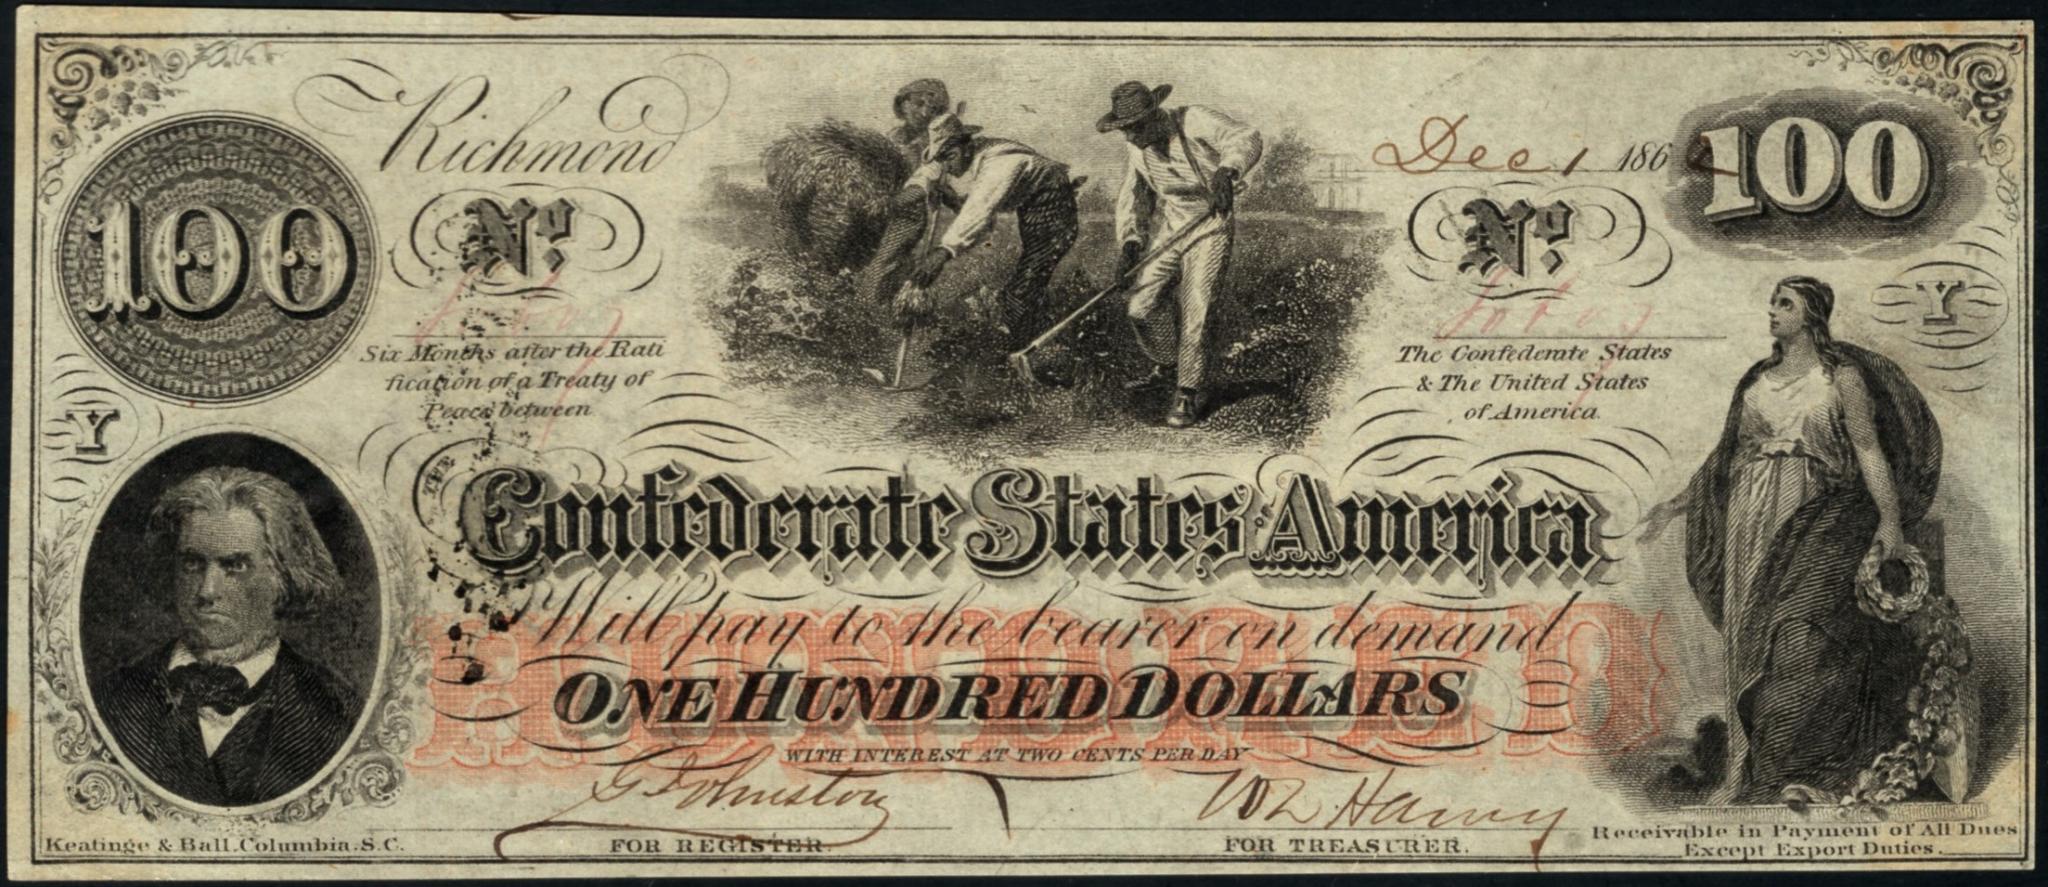 Richmond
Dec 1 1862
100
100
No.
No.
Y
Y
Six Months after the Rati
fication of a Treaty of
Peace between
The Confederate States
& The United States
of America.
THE
Confederate States America
Will pay to the bearer on demand
HUNDRED
ONE HUNDRED DOLLARS
WITH INTEREST AT TWO CENTS PER DAY
G Johnston
FOR REGISTER.
FOR TREASURER.
Keatinge & Ball, Columbia, S.C.
Receivable in Payment of All Dues
Except Export Duties.